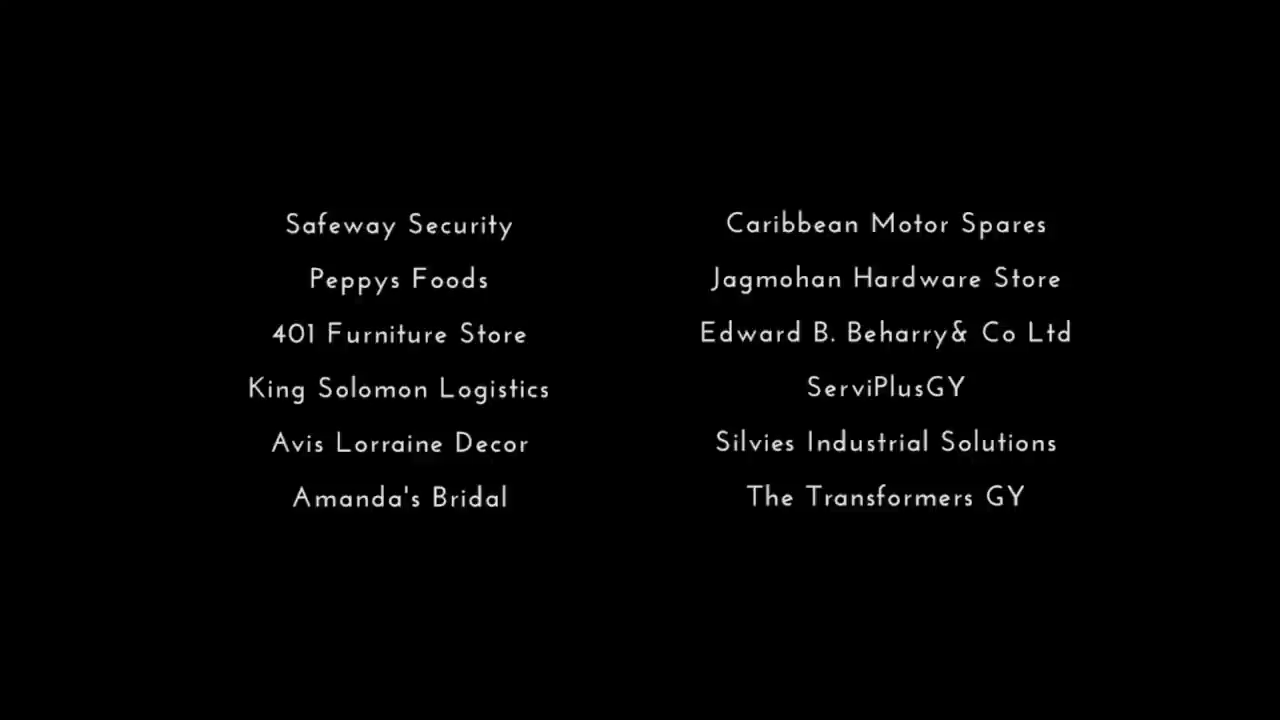 Safeway Security
Peppys Foods
401 Furniture Store
King Solomon Logistics
Avis Lorraine Decor
Amanda's Bridal
Caribbean Motor Spares
Jagmohan Hardware Store
Edward B. Beharry& Co Ltd
ServiPlusGY
Silvies Industrial Solutions
The Transformers GY